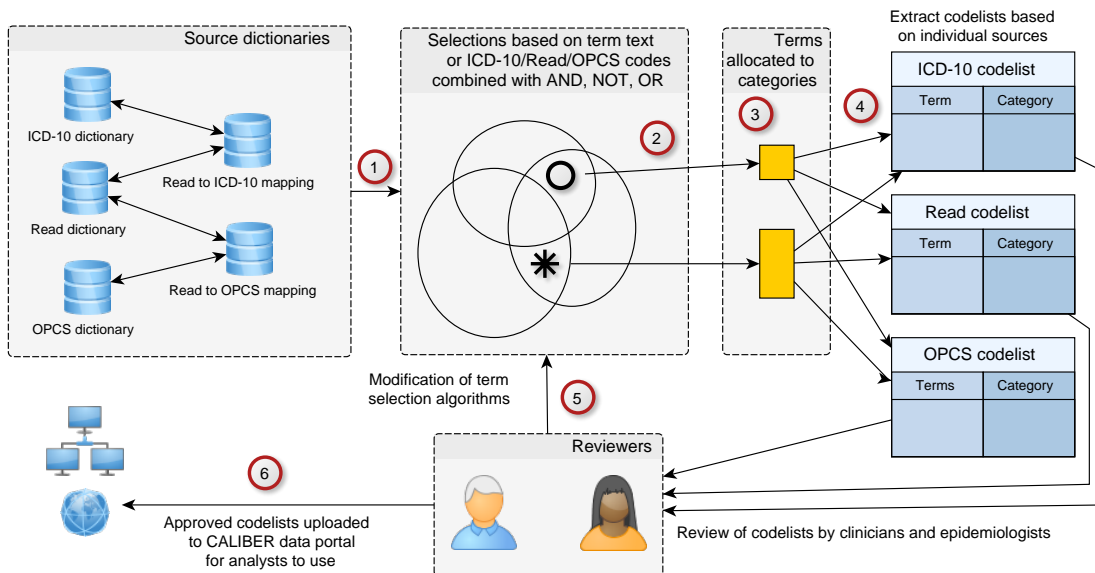 Source dictionaries
ICD-10 dictionary
Read to ICD-10 mapping
Read dictionary
Read to OPCS mapping
OPCS dictionary
1
Selections based on term text
or ICD-10/Read/OPCS codes
combined with AND, NOT, OR
2
Terms
allocated to
categories
3
4
Extract codelists based
on individual sources
ICD-10 codelist
Term Category
Read codelist
Term Category
OPCS codelist
Terms Category
Modification of term
selection algorithms
5
Reviewers
Review of codelists by clinicians and epidemiologists
6
Approved codelists uploaded
to CALIBER data portal
for analysts to use